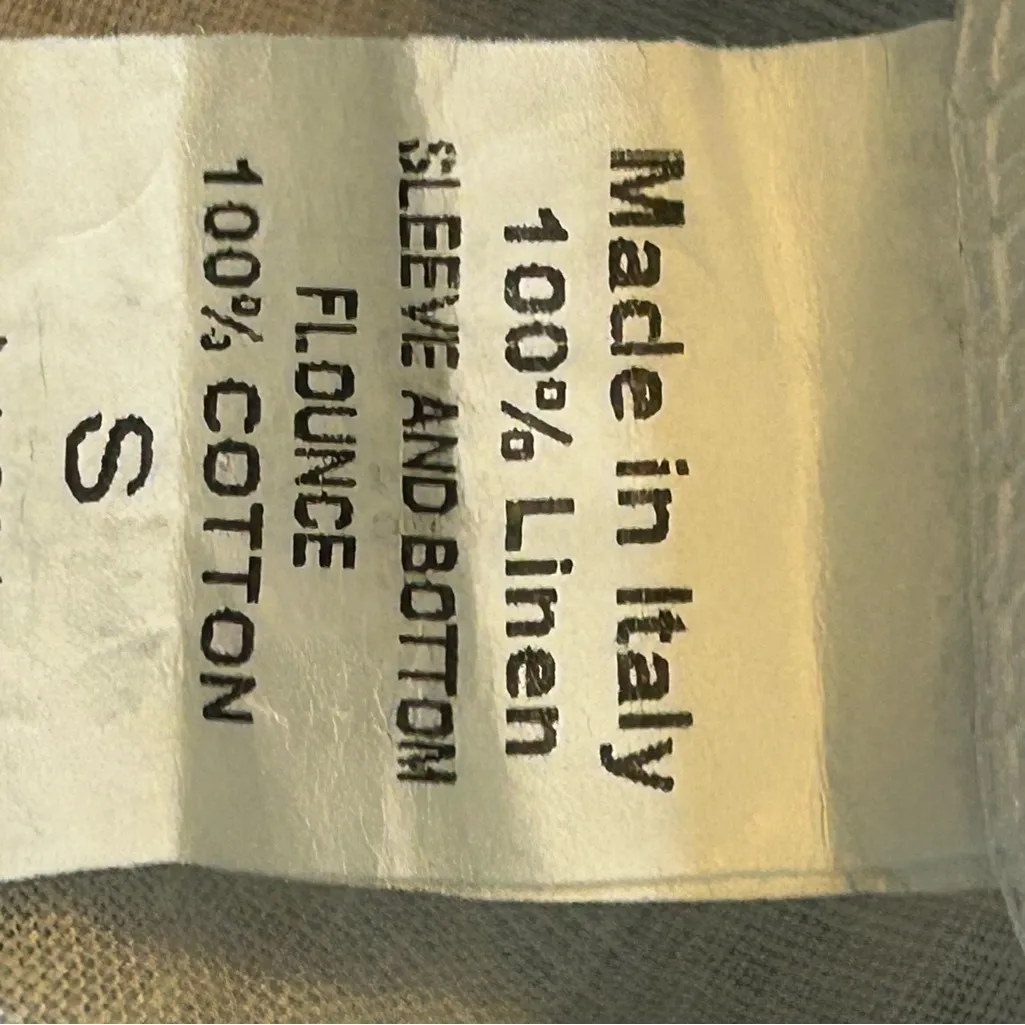 Made in Italy
100% Linen
SLEEVE AND BOTTOM
FLOUNCE
100% COTTON
S